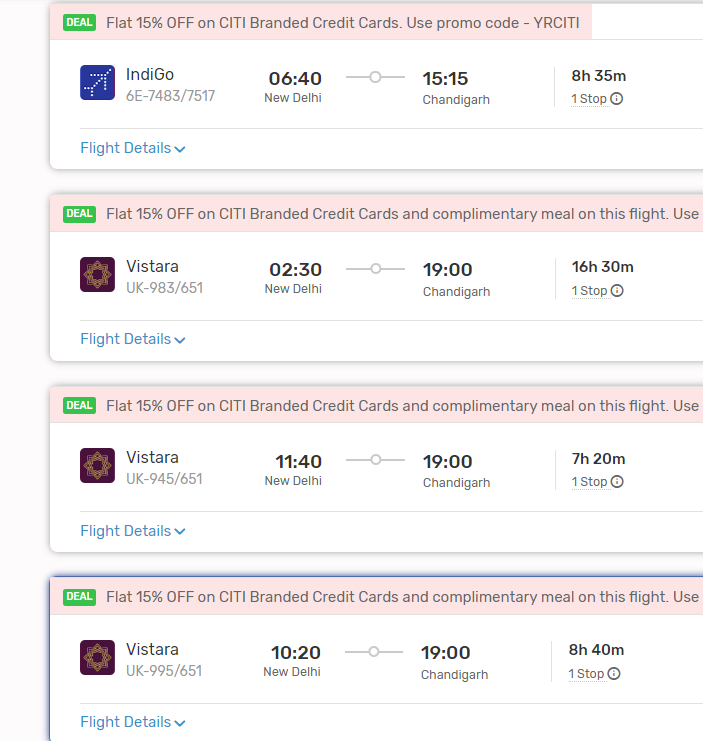 DEAL Flat 15% OFF on CITI Branded Credit Cards. Use promo code - YRCITI
IndiGo 06:40 15:15 8h 35m
6E-7483/7517 New Delhi Chandigarh 1 Stop
Flight Details
DEAL Flat 15% OFF on CITI Branded Credit Cards and complimentary meal on this flight. Use
Vistara 02:30 19:00 16h 30m
UK-983/651 New Delhi Chandigarh 1 Stop
Flight Details
DEAL Flat 15% OFF on CITI Branded Credit Cards and complimentary meal on this flight. Use
Vistara 11:40 19:00 7h 20m
UK-945/651 New Delhi Chandigarh 1 Stop
Flight Details
DEAL Flat 15% OFF on CITI Branded Credit Cards and complimentary meal on this flight. Use
Vistara 10:20 19:00 8h 40m
UK-995/651 New Delhi Chandigarh 1 Stop
Flight Details